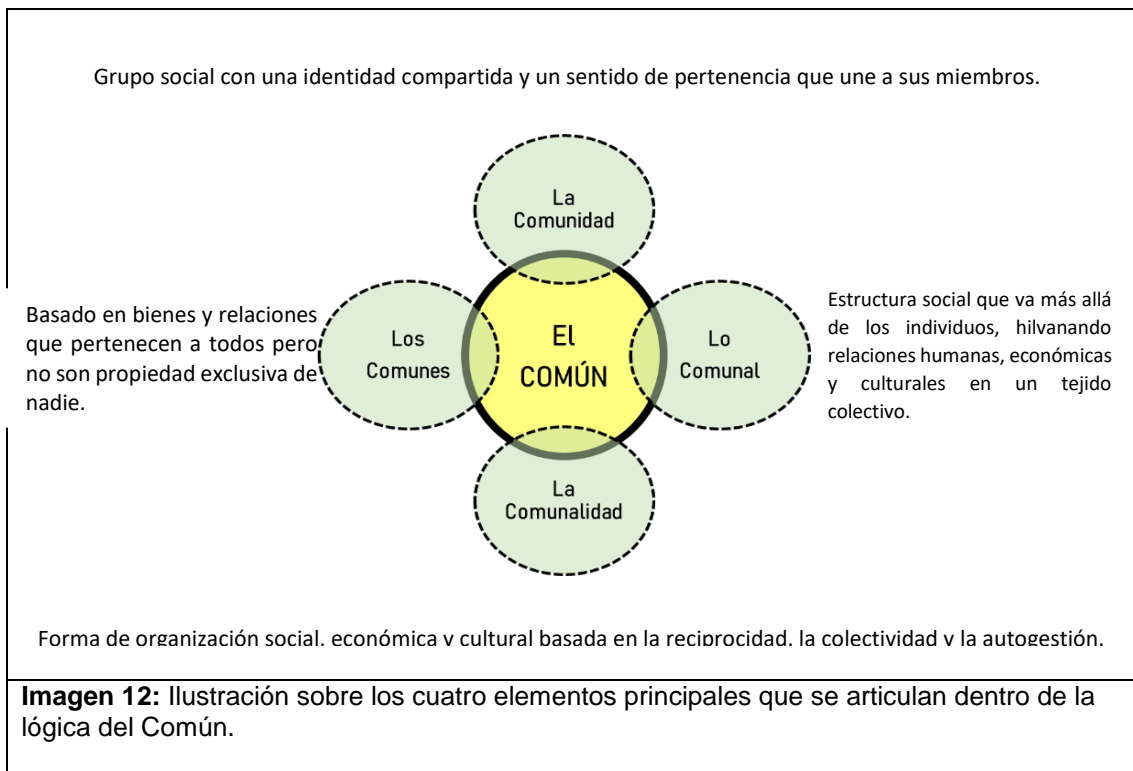 Grupo social con una identidad compartida y un sentido de pertenencia que une a sus miembros.
La
Comunidad
Basado en bienes y relaciones
que pertenecen a todos pero
no son propiedad exclusiva de
nadie.
Los
Comunes
El
COMÚN
Lo
Comunal
Estructura social que va más allá
de los individuos, hilvanando
relaciones humanas, económicas
y culturales en un tejido
colectivo.
La
Comunalidad
Forma de organización social, económica y cultural basada en la reciprocidad, la colectividad y la autogestión.
Imagen 12: Ilustración sobre los cuatro elementos principales que se articulan dentro de la
lógica del Común.